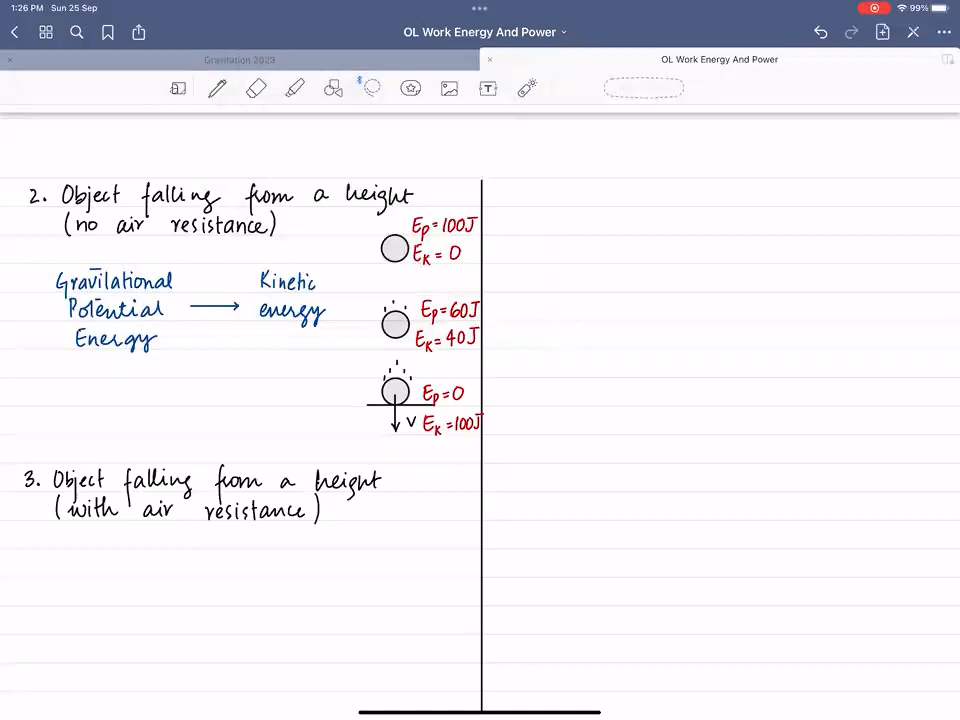 1:26 PM Sun 25 Sep
99%
OL Work Energy And Power
Gravitation 2023
OL Work Energy And Power
2. Object falling from a height
(no air resistance)
Ep = 100J
EK = 0
Gravitational
Potential
Energy
Kinetic
energy
Ep = 60J
EK = 40J
Ep = 0
V
EK = 100J
3. Object falling from a height
(with air resistance)